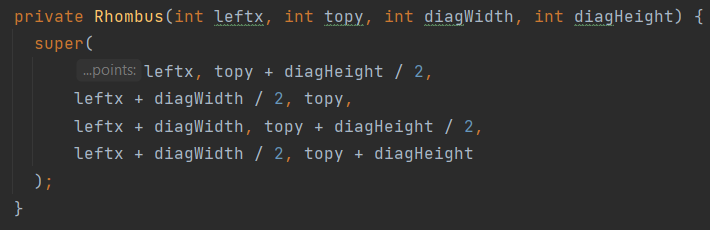 private Rhombus(int leftx, int topy, int diagWidth, int diagHeight) {
super(
...points: leftx, topy + diagHeight / 2,
leftx + diagWidth / 2, topy,
leftx + diagWidth, topy + diagHeight / 2,
leftx + diagWidth / 2, topy + diagHeight
);
}